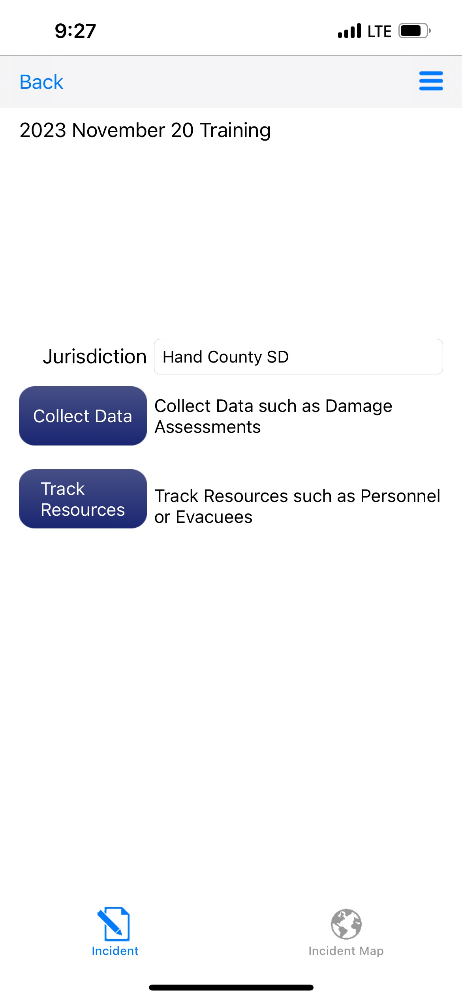 9:27
LTE
Back
2023 November 20 Training
Jurisdiction
Hand County SD
Collect Data
Collect Data such as Damage
Assessments
Track
Resources
Track Resources such as Personnel
or Evacuees
Incident
Incident Map